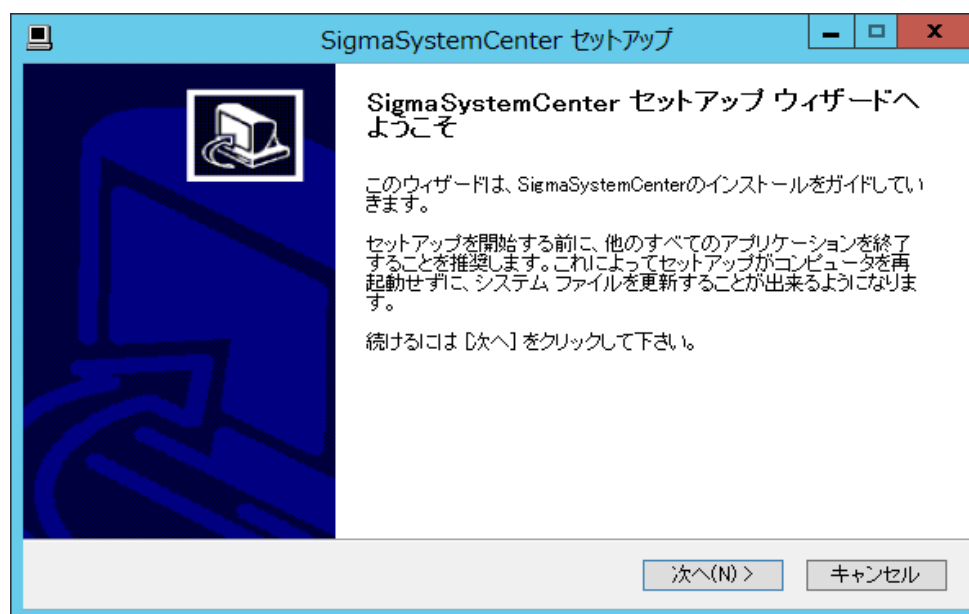 SigmaSystemCenter セットアップ
SigmaSystemCenter セットアップ ウィザードへ
ようこそ
このウィザードは、SigmaSystemCenterのインストールをガイドしてい
きます。
セットアップを開始する前に、他のすべてのアプリケーションを終了
することを推奨します。これによってセットアップがコンピュータを再
起動せずに、システム ファイルを更新することが出来るようになりま
す。
続けるには [次へ] をクリックして下さい。
次へ(N) >
キャンセル